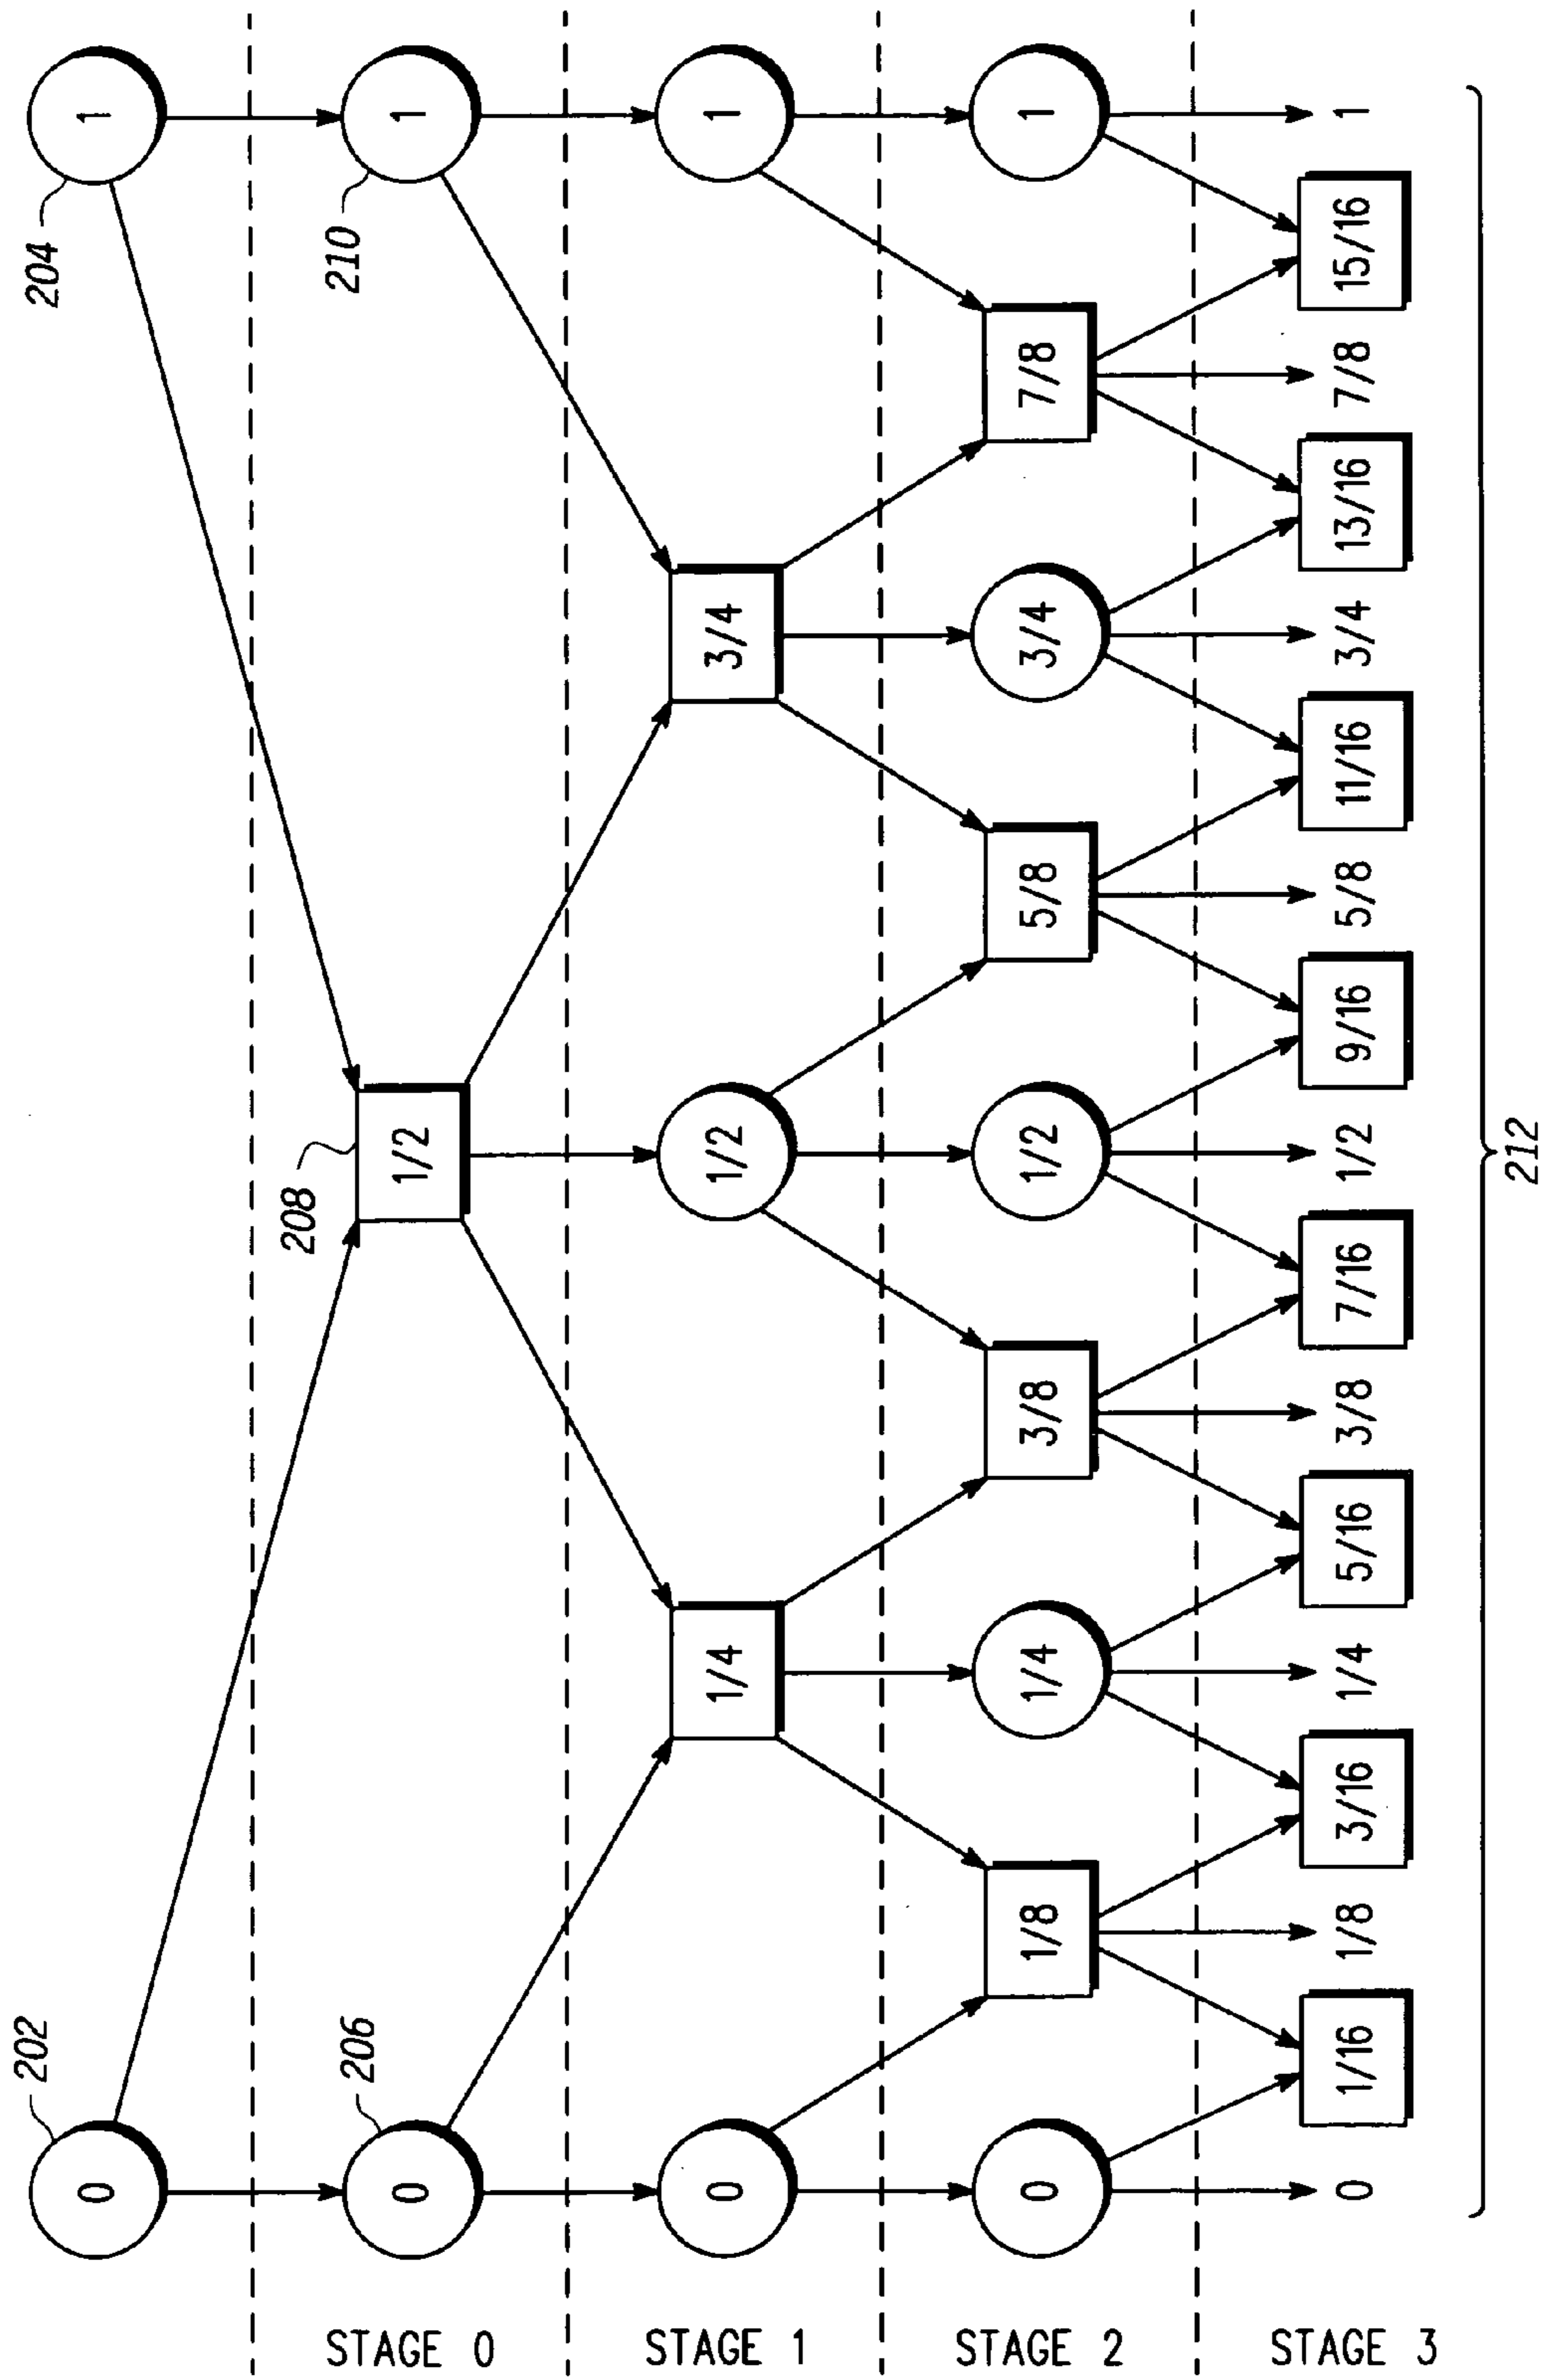 202 204
0 1
208
206 210
STAGE 0 0 1/2 1
STAGE 1 0 1/4 1/2 3/4 1
STAGE 2 0 1/8 1/4 3/8 1/2 5/8 3/4 7/8 1
STAGE 3 0 1/16 1/8 3/16 1/4 5/16 3/8 7/16 1/2 9/16 5/8 11/16 3/4 13/16 7/8 15/16 1
212